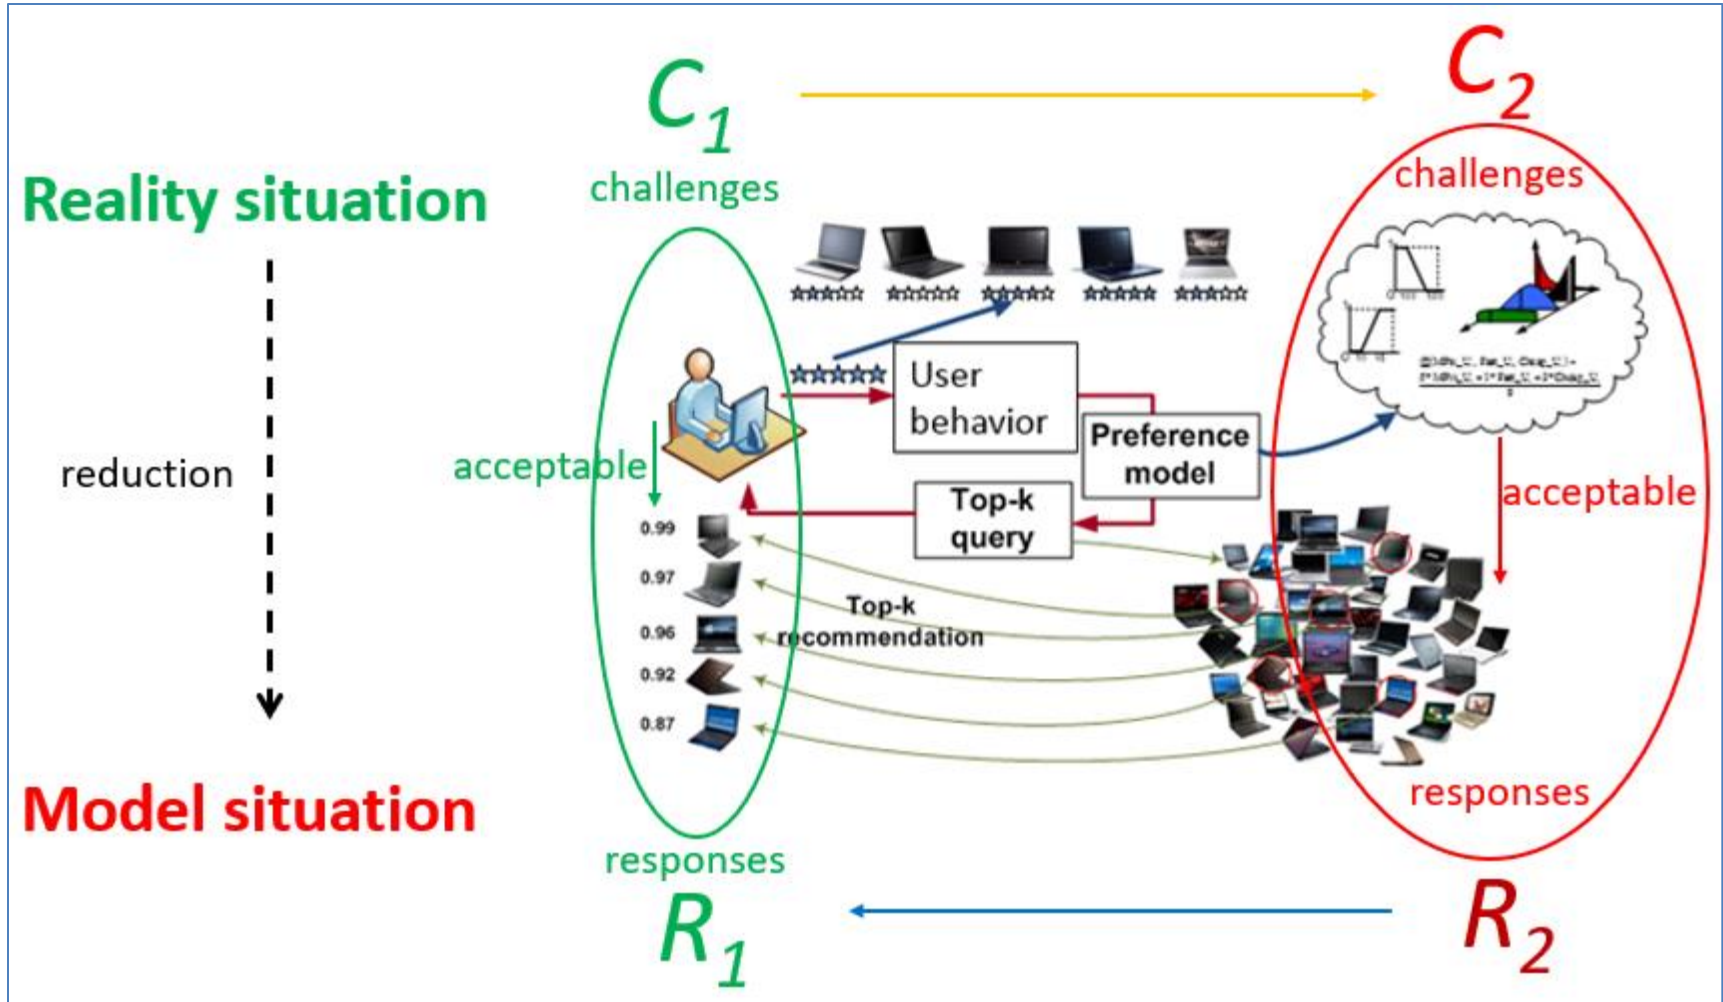 C1
C2
challenges
challenges
Reality situation
User
behavior
Preference
model
reduction
acceptable
acceptable
Top-k
query
0.99
0.97
Top-k
recommendation
0.96
0.92
0.87
Model situation
responses
responses
R1
R2